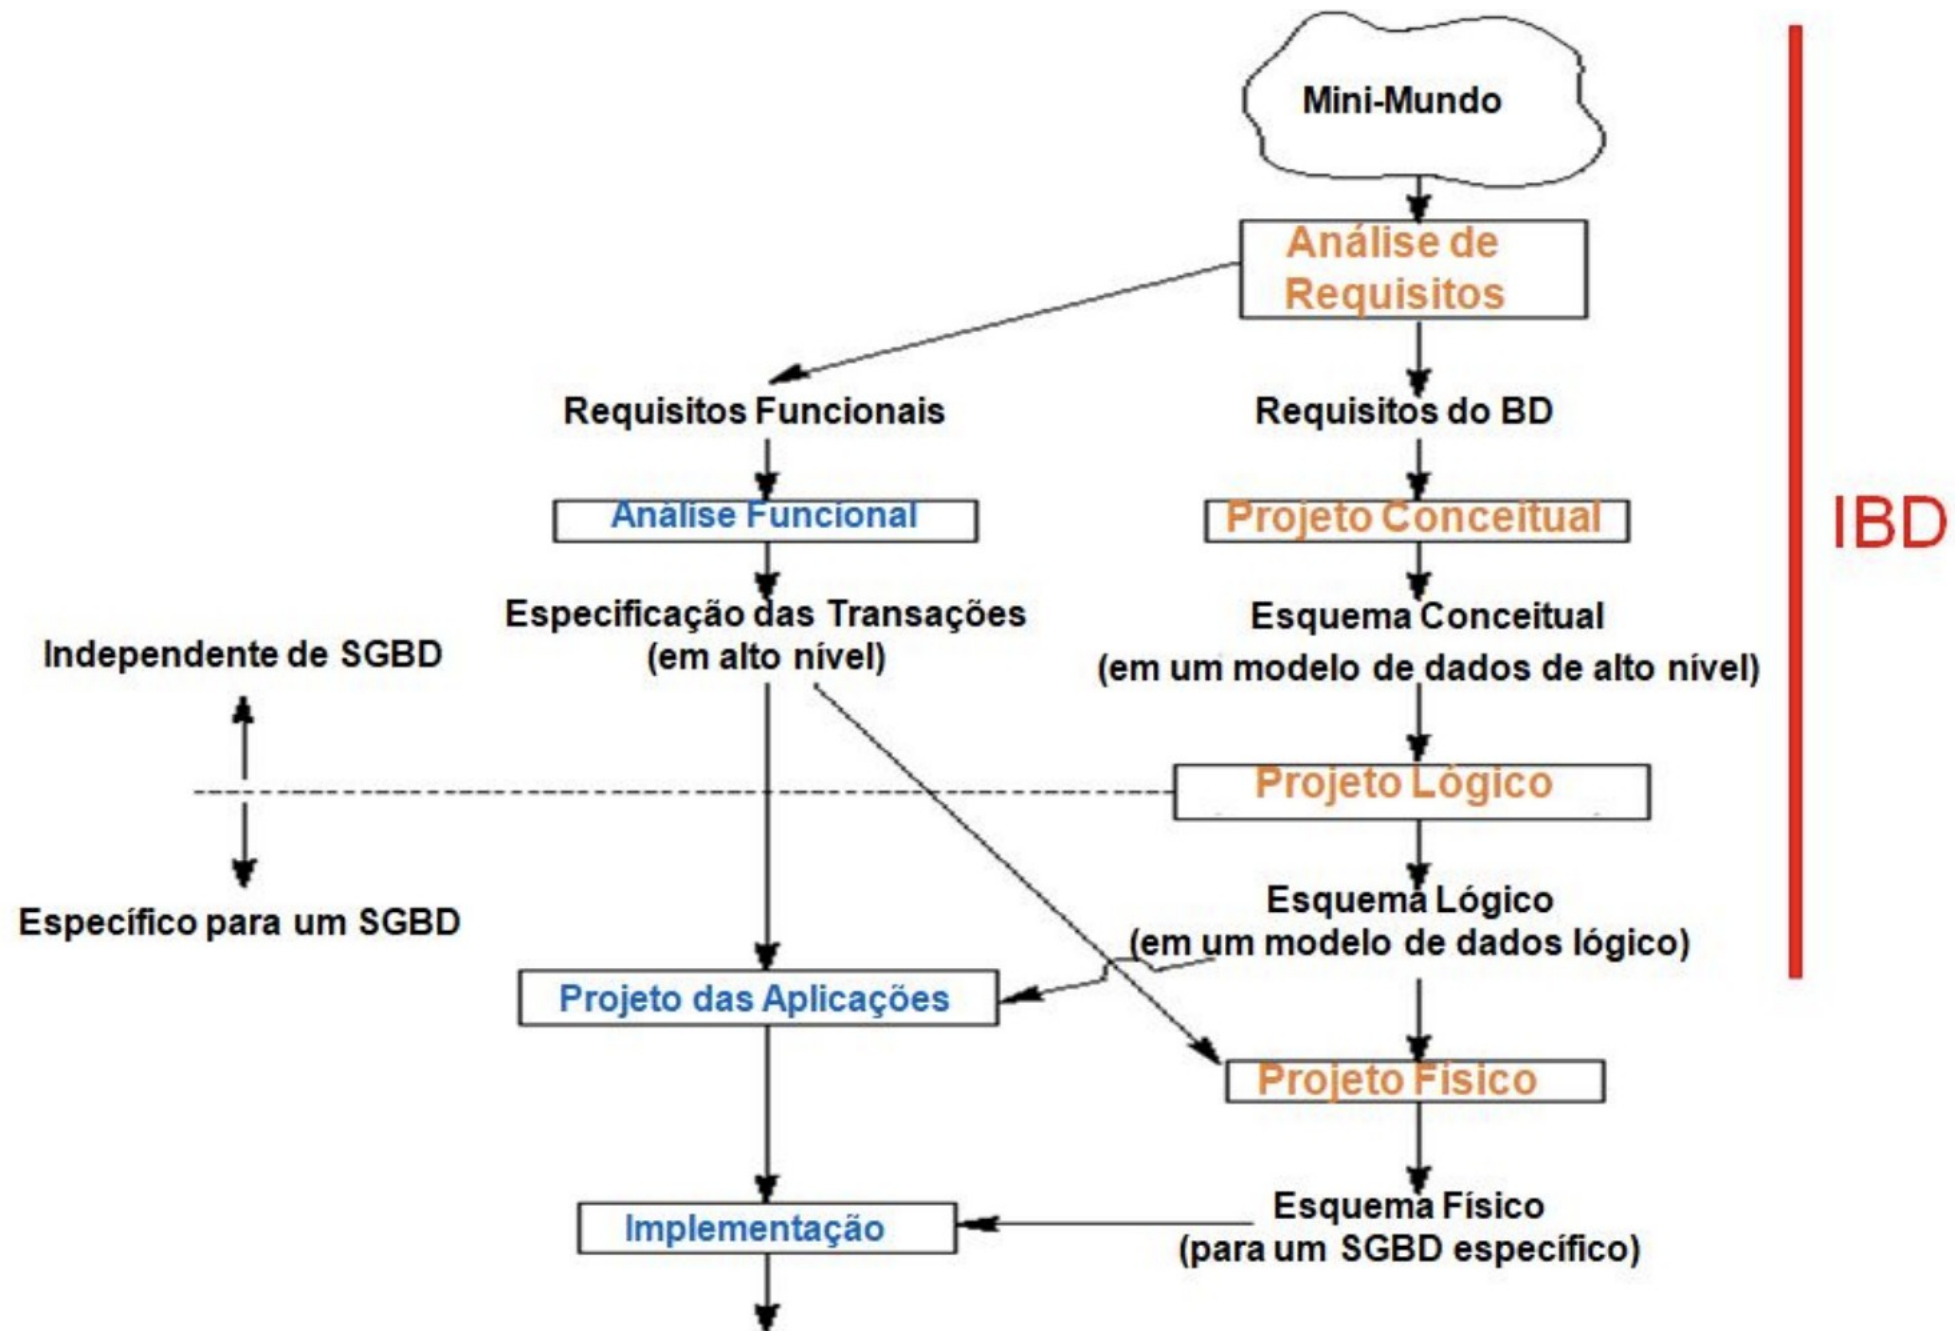 Mini-Mundo
Análise de
Requisitos
Requisitos Funcionais
Requisitos do BD
Análise Funcional
Projeto Conceitual
IBD
Especificação das Transações
(em alto nível)
Esquema Conceitual
(em um modelo de dados de alto nível)
Independente de SGBD
Projeto Lógico
Específico para um SGBD
Esquema Lógico
(em um modelo de dados lógico)
Projeto das Aplicações
Projeto Físico
Implementação
Esquema Físico
(para um SGBD específico)